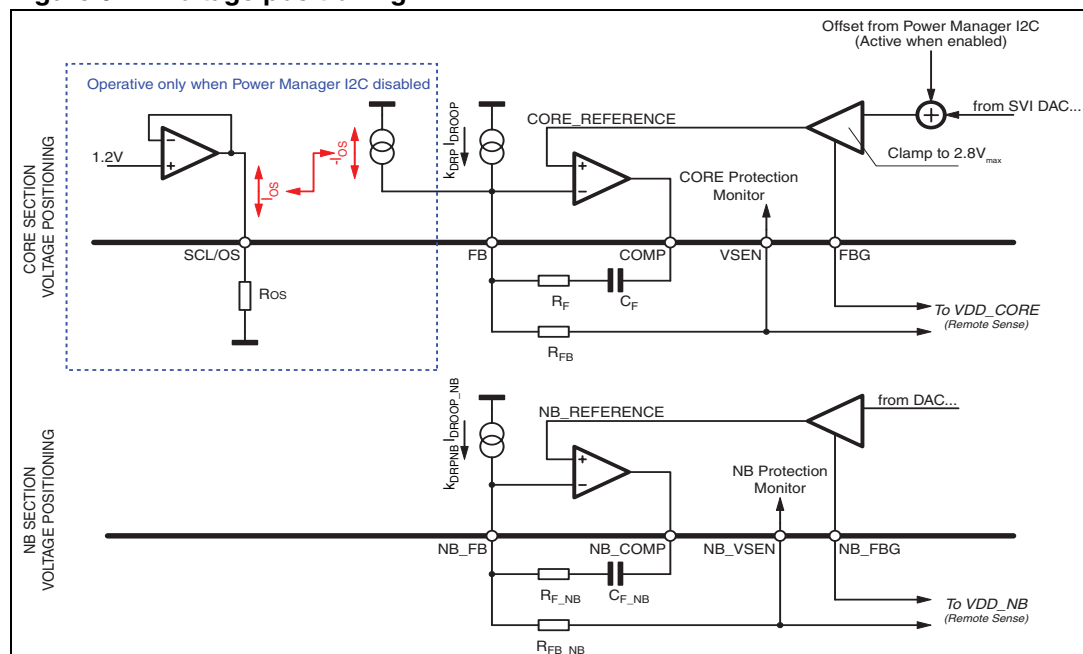 Offset from Power Manager I2C
(Active when enabled)
Operative only when Power Manager I2C disabled
CORE_REFERENCE
from SVI DAC...
1.2V
IOS
-IOS
kDRP IDROOP
Clamp to 2.8Vmax
CORE Protection
Monitor
CORE SECTION
VOLTAGE POSITIONING
SCL/OS
FB
COMP
VSEN
FBG
ROS
RF
CF
To VDD_CORE
(Remote Sense)
RFB
kDRPNB IDROOP_NB
NB_REFERENCE
from DAC...
NB Protection
Monitor
NB SECTION
VOLTAGE POSITIONING
NB_FB
NB_COMP
NB_VSEN
NB_FBG
RF_NB
CF_NB
To VDD_NB
(Remote Sense)
RFB_NB